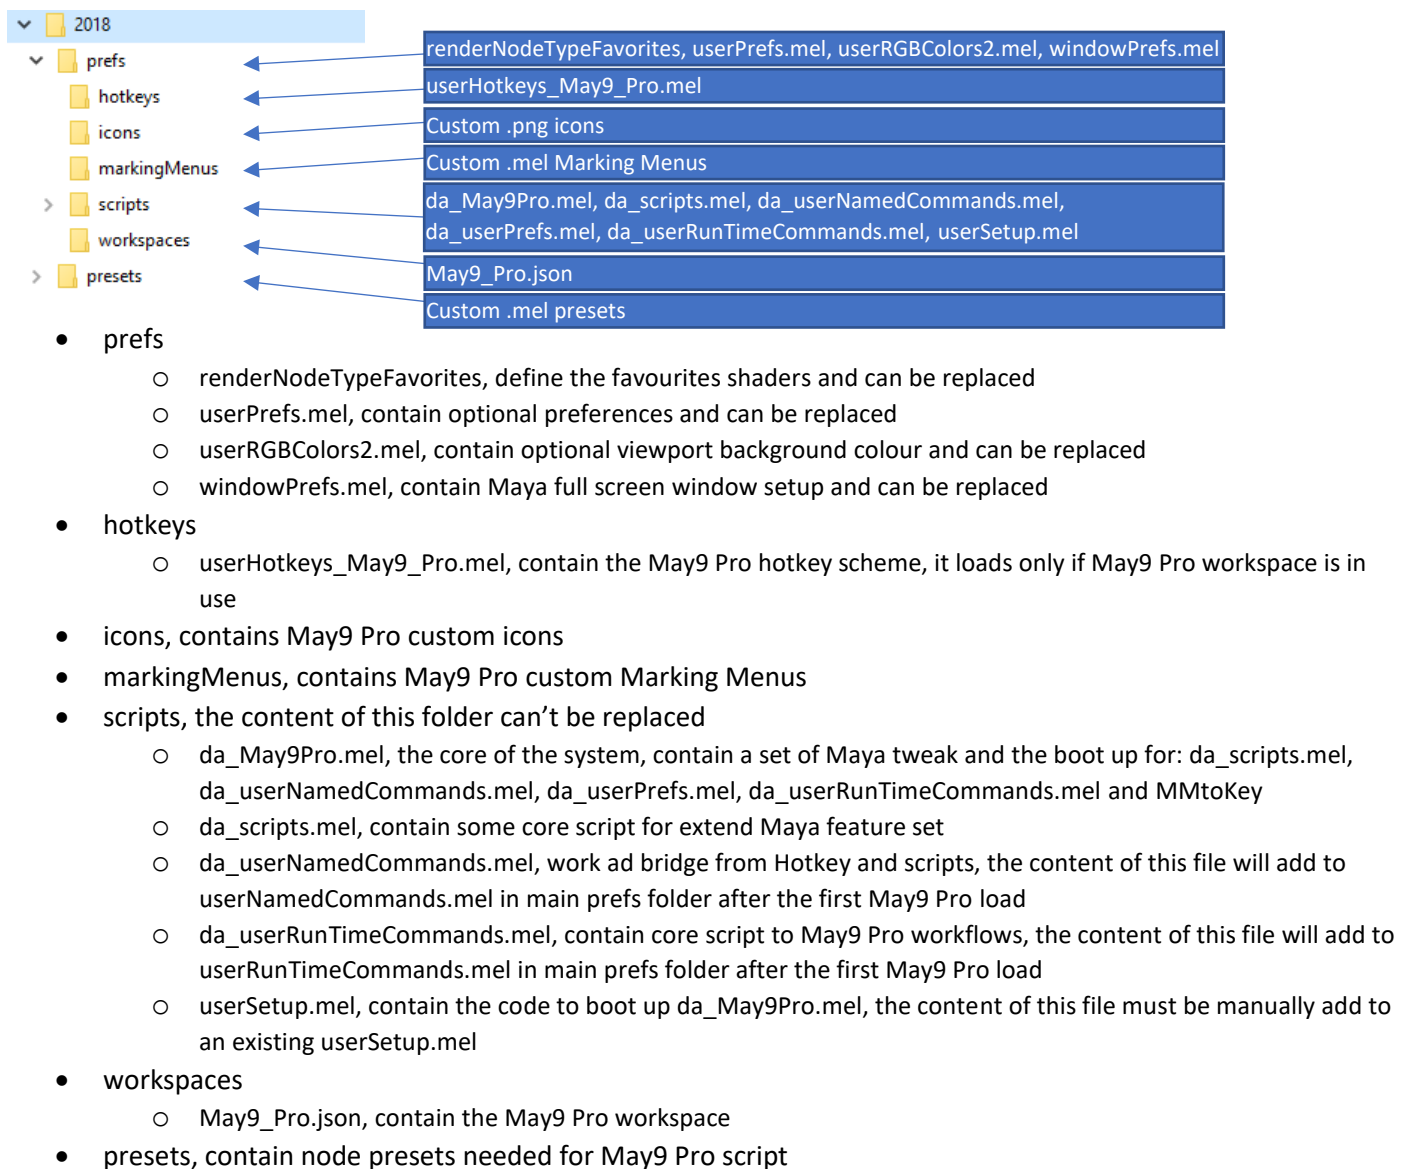 2018
prefs
hotkeys
icons
markingMenus
scripts
workspaces
presets
renderNodeTypeFavorites, userPrefs.mel, userRGBColors2.mel, windowPrefs.mel
userHotkeys_May9_Pro.mel
Custom .png icons
Custom .mel Marking Menus
da_May9Pro.mel, da_scripts.mel, da_userNamedCommands.mel,
da_userPrefs.mel, da_userRunTimeCommands.mel, userSetup.mel
May9_Pro.json
Custom .mel presets
• prefs
o renderNodeTypeFavorites, define the favourites shaders and can be replaced
o userPrefs.mel, contain optional preferences and can be replaced
o userRGBColors2.mel, contain optional viewport background colour and can be replaced
o windowPrefs.mel, contain Maya full screen window setup and can be replaced
• hotkeys
o userHotkeys_May9_Pro.mel, contain the May9 Pro hotkey scheme, it loads only if May9 Pro workspace is in
use
• icons, contains May9 Pro custom icons
• markingMenus, contains May9 Pro custom Marking Menus
• scripts, the content of this folder can’t be replaced
o da_May9Pro.mel, the core of the system, contain a set of Maya tweak and the boot up for: da_scripts.mel,
da_userNamedCommands.mel, da_userPrefs.mel, da_userRunTimeCommands.mel and MMtoKey
o da_scripts.mel, contain some core script for extend Maya feature set
o da_userNamedCommands.mel, work ad bridge from Hotkey and scripts, the content of this file will add to
userNamedCommands.mel in main prefs folder after the first May9 Pro load
o da_userRunTimeCommands.mel, contain core script to May9 Pro workflows, the content of this file will add to
userRunTimeCommands.mel in main prefs folder after the first May9 Pro load
o userSetup.mel, contain the code to boot up da_May9Pro.mel, the content of this file must be manually add to
an existing userSetup.mel
• workspaces
o May9_Pro.json, contain the May9 Pro workspace
• presets, contain node presets needed for May9 Pro script